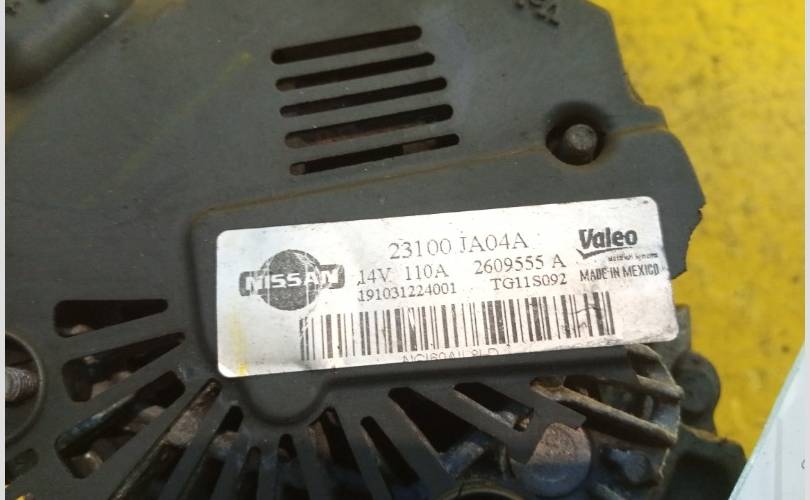 23100 JA04A
Valeo
NISSAN
14V 110A 2609555 A
191031224001 TG11S092
MADE IN MEXICO